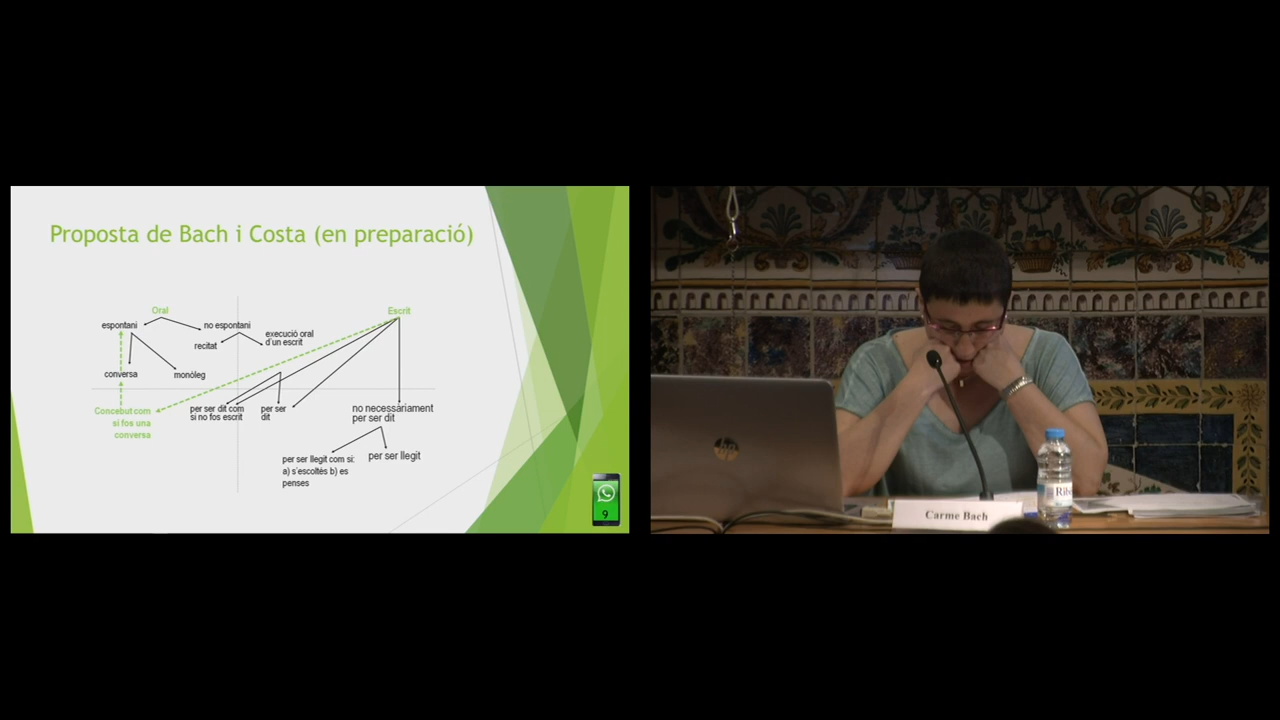 Proposta de Bach i Costa (en preparació)
Oral
Escrit
espontani
no espontani
execució oral
d'un escrit
recitat
conversa
monòleg
Concebut com
si fos una
conversa
per ser dit com
si no fos escrit
per ser
dit
no necessàriament
per ser dit
per ser llegit com si:
a) s'escoltés b) es
penses
per ser llegit
9
hp
Carme Bach